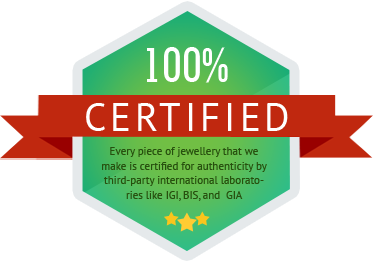 100%
CERTIFIED
Every piece of jewellery that we
make is certified for authenticity by
third-party international laborato-
ries like IGI, BIS, and GIA